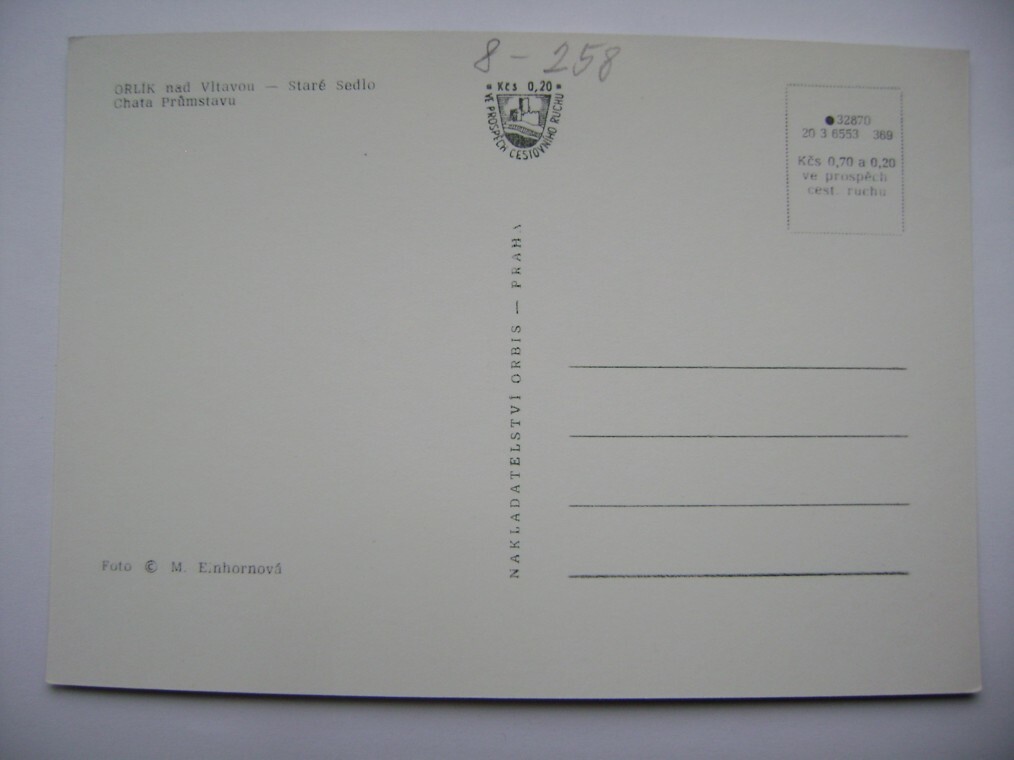 8 - 258
ORLÍK nad Vltavou — Staré Sedlo
Chata Průmstavu
Kčs 0,20
VE PROSPĚCH CESTOVNÍHO RUCHU
32870
20 3 6553 369
Kčs 0,70 a 0,20
ve prospěch
cest. ruchu
NAKLADATELSTVÍ ORBIS — PRAHA
Foto © M. E.nhornová